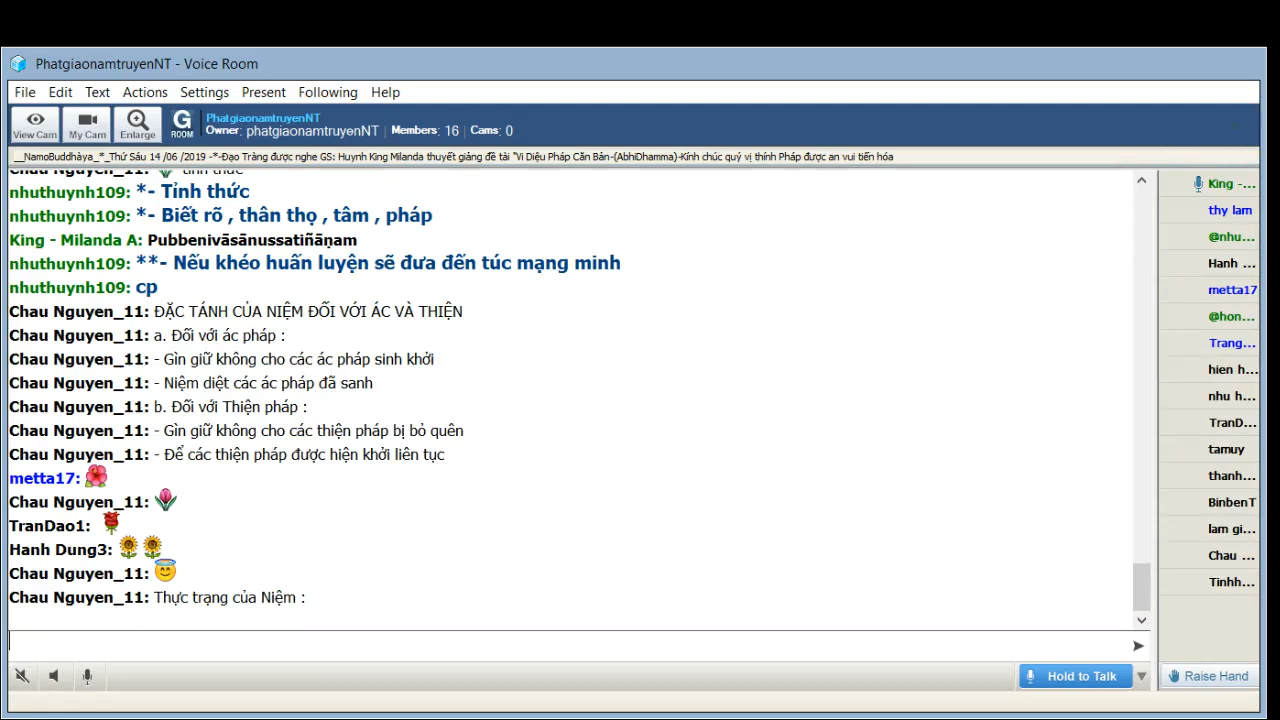 PhatgiaonamtruyenNT - Voice Room
File Edit Text Actions Settings Present Following Help
View Cam My Cam Enlarge G ROOM PhatgiaonamtruyenNT
Owner: phatgiaonamtruyenNT | Members: 16 | Cams: 0
__NamoBuddhàya_*_Thứ Sáu 14 /06 /2019 -*-Đạo Tràng được nghe GS: Huynh King Milanda thuyết giảng đề tài "Vi Diệu Pháp Căn Bản-(AbhiDhamma)-Kính chúc quý vị thính Pháp được an vui tiến hóa
Chau Nguyen_11: tỉnh thức
nhuthuynh109: *- Tỉnh thức
nhuthuynh109: *- Biết rõ , thân thọ , tâm , pháp
King - Milanda A: Pubbenivāsānussatiñāṇam
nhuthuynh109: **- Nếu khéo huấn luyện sẽ đưa đến túc mạng minh
nhuthuynh109: cp
Chau Nguyen_11: ĐẶC TÁNH CỦA NIỆM ĐỐI VỚI ÁC VÀ THIỆN
Chau Nguyen_11: a. Đối với ác pháp :
Chau Nguyen_11: - Gìn giữ không cho các ác pháp sinh khởi
Chau Nguyen_11: - Niệm diệt các ác pháp đã sanh
Chau Nguyen_11: b. Đối với Thiện pháp :
Chau Nguyen_11: - Gìn giữ không cho các thiện pháp bị bỏ quên
Chau Nguyen_11: - Để các thiện pháp được hiện khởi liên tục
metta17:
Chau Nguyen_11:
TranDao1:
Hanh Dung3:
Chau Nguyen_11:
Chau Nguyen_11: Thực trạng của Niệm :
King -...
thy lam
@nhu...
Hanh ...
metta17
@hon...
Trang...
hien h...
nhu h...
TranD...
tamuy
thanh...
BinbenT
lam gi...
Chau ...
Tinhh...
Hold to Talk
Raise Hand